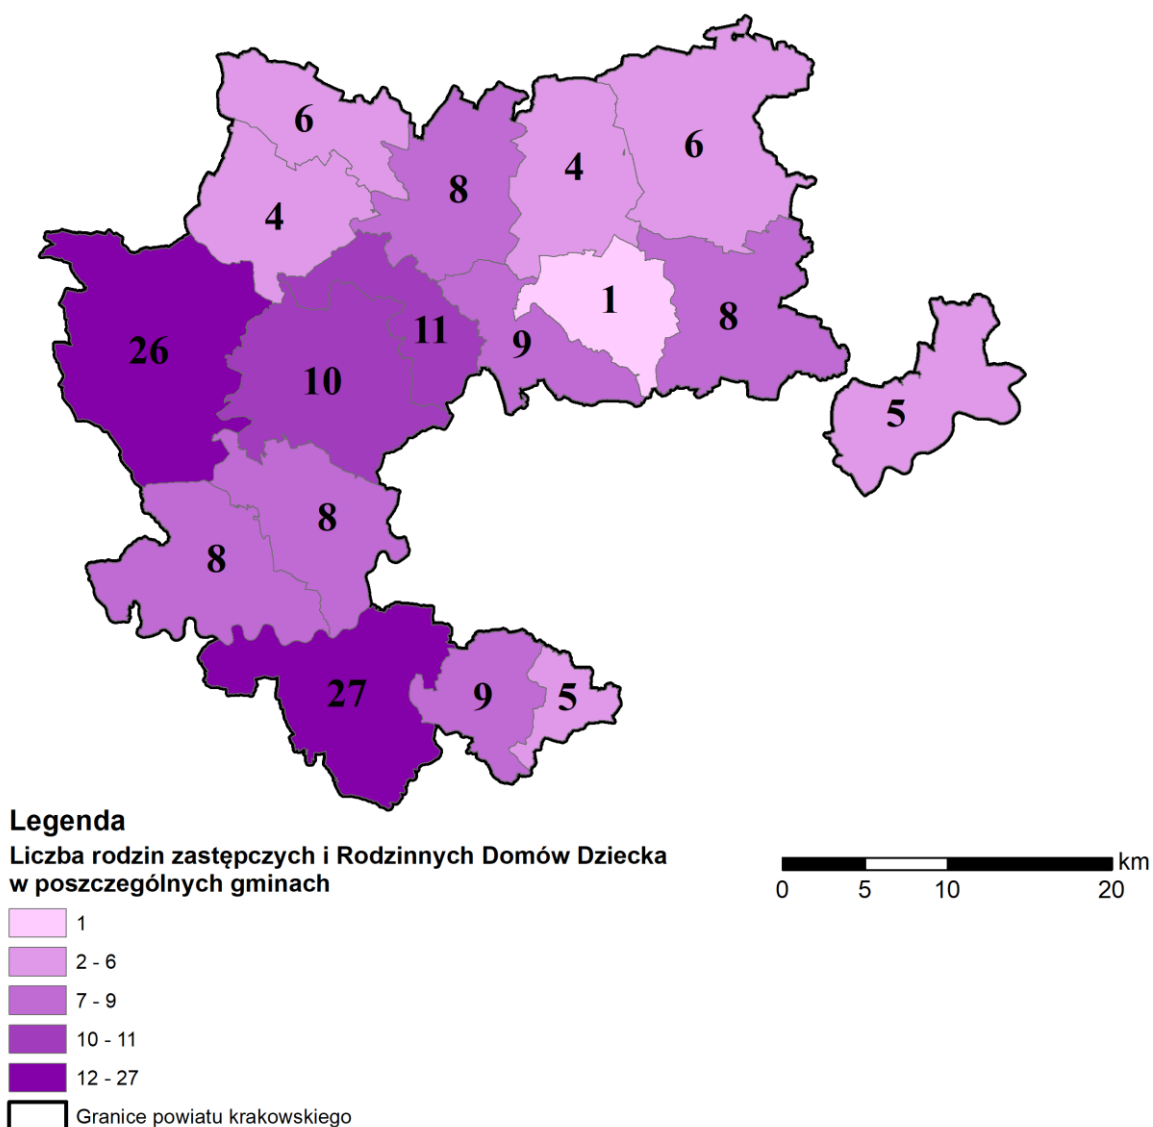 6
8
4
6
4
26
10
11
9
1
8
5
8
8
27
9
5
Legenda
Liczba rodzin zastępczych i Rodzinnych Domów Dziecka
w poszczególnych gminach
1
2 - 6
7 - 9
10 - 11
12 - 27
Granice powiatu krakowskiego
km
0 5 10 20